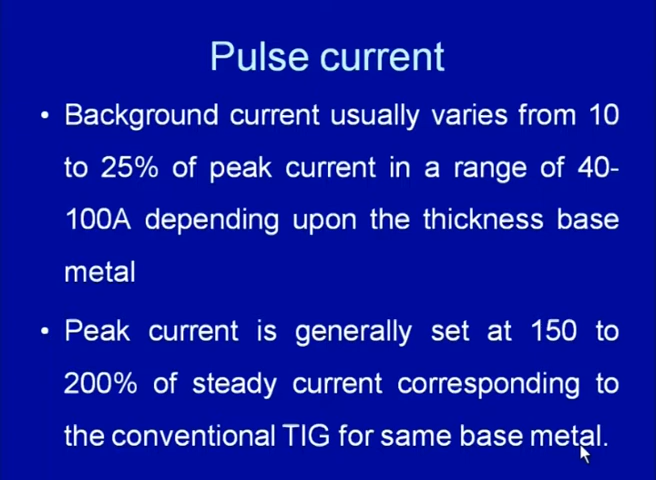 Pulse current
• Background current usually varies from 10
to 25% of peak current in a range of 40-
100A depending upon the thickness base
metal
• Peak current is generally set at 150 to
200% of steady current corresponding to
the conventional TIG for same base metal.